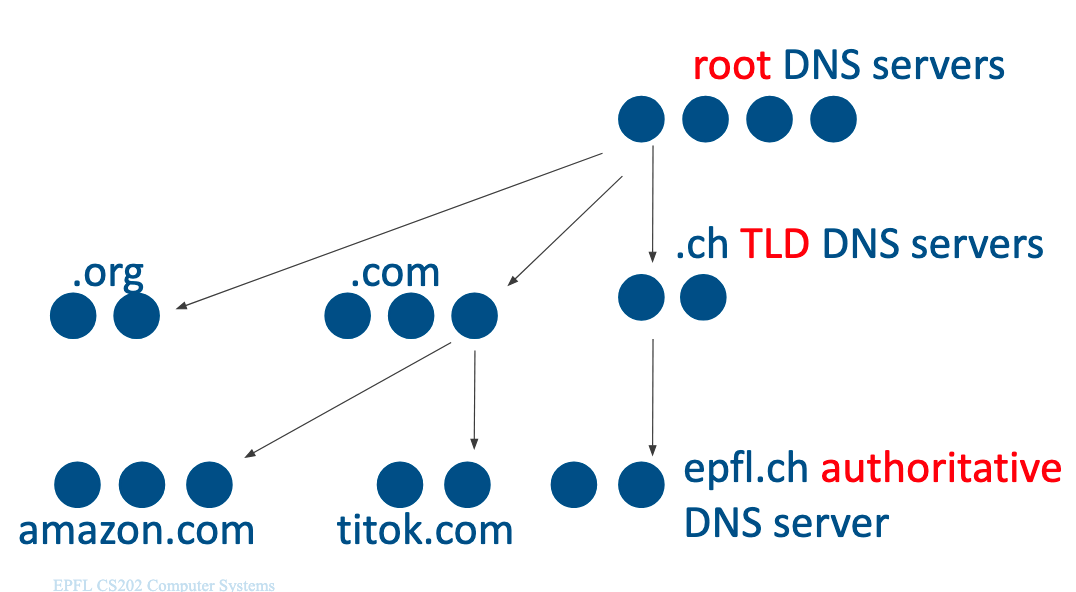 root DNS servers
.ch TLD DNS servers
.org
.com
epfl.ch authoritative
DNS server
amazon.com
titok.com
EPFL CS202 Computer Systems